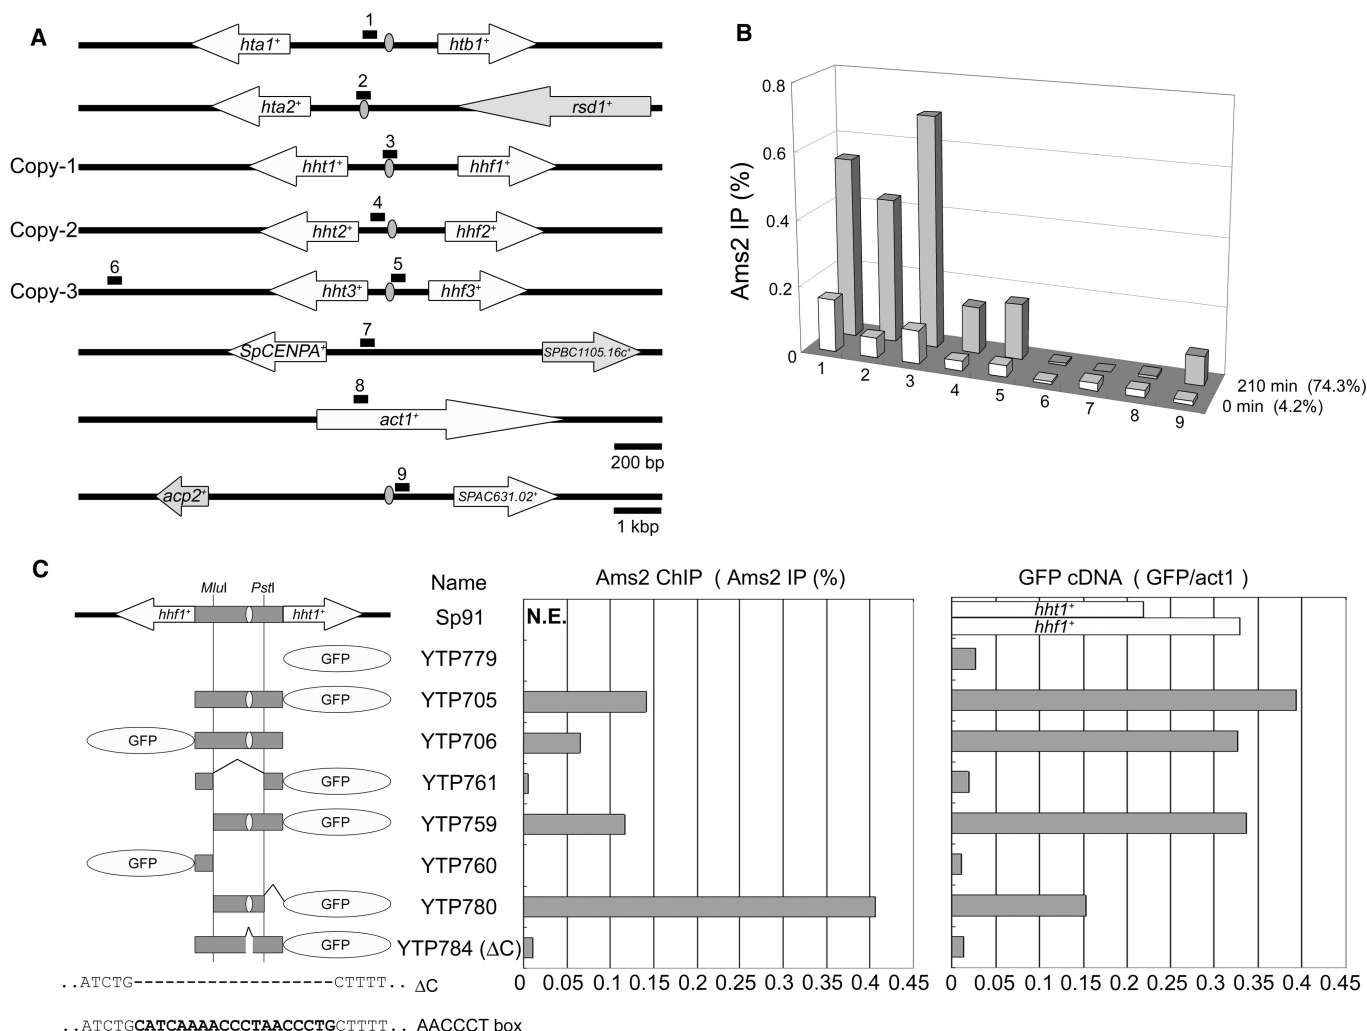 A
1
hta1+
htb1+
2
hta2+
rsd1+
Copy-1
3
hht1+
hhf1+
Copy-2
4
hht2+
hhf2+
Copy-3
6
5
hht3+
hhf3+
7
SpCENPA+
SPBC1105.16c+
8
act1+
200 bp
9
acp2+
SPAC631.02+
1 kbp
B
Ams2 IP (%)
0.8
0.6
0.4
0.2
0
1 2 3 4 5 6 7 8 9
210 min (74.3%)
0 min (4.2%)
C
MluI PstI
hhf1+ hht1+
Name
Ams2 ChIP ( Ams2 IP (%)
GFP cDNA ( GFP/act1 )
Sp91
N.E.
hht1+
hhf1+
GFP YTP779
GFP YTP705
GFP YTP706
GFP YTP761
GFP YTP759
GFP YTP760
GFP YTP780
GFP YTP784 (ΔC)
0 0.05 0.1 0.15 0.2 0.25 0.3 0.35 0.4 0.45
0 0.05 0.1 0.15 0.2 0.25 0.3 0.35 0.4 0.45
..ATCTG--------------------CTTTT.. ΔC
..ATCTGCATCAAAACCCTAACCCTGCTTTT.. AACCCT box